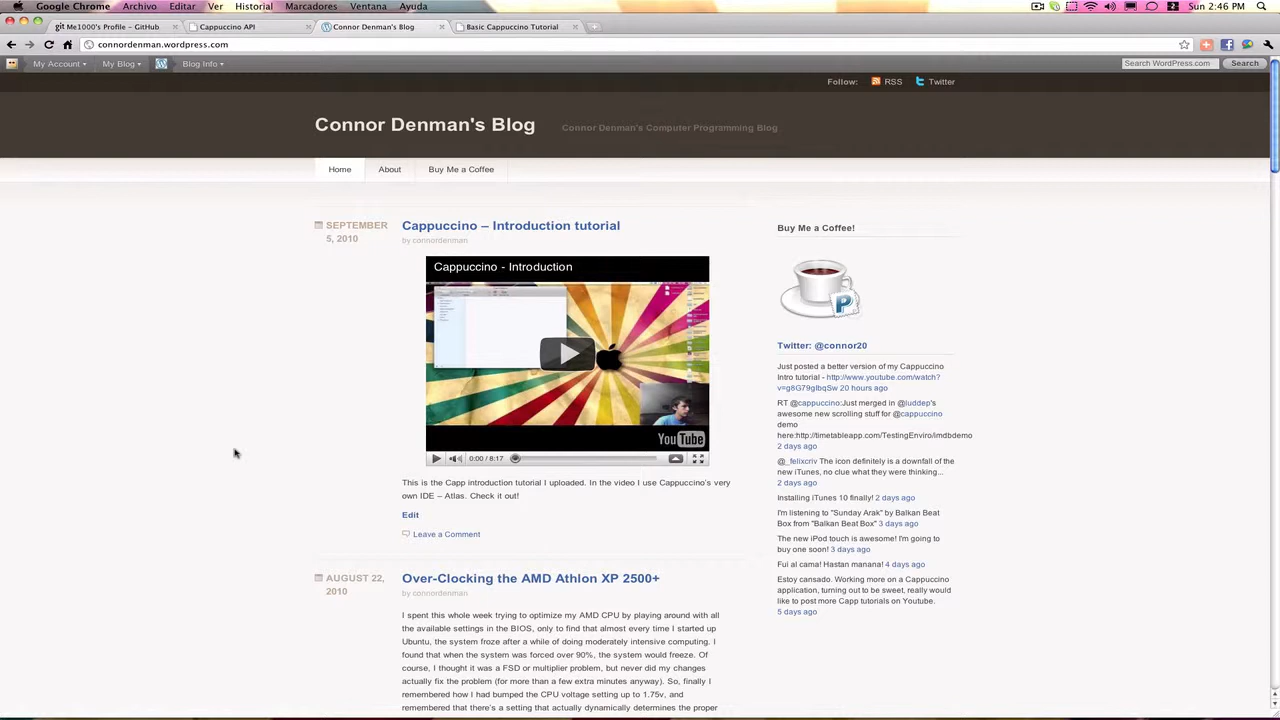 Google Chrome Archivo Editar Ver Historial Marcadores Ventana Ayuda Sun 2:46 PM
git Me1000's Profile – GitHub Cappuccino API Connor Denman's Blog Basic Cappuccino Tutorial
connordenman.wordpress.com
My Account My Blog Blog Info Search WordPress.com Search
Follow: RSS Twitter
Connor Denman's Blog Connor Denman's Computer Programming Blog
Home About Buy Me a Coffee
SEPTEMBER
5, 2010
Cappuccino – Introduction tutorial
by connordenman
Cappuccino - Introduction
YouTube
0:00 / 8:17
This is the Capp introduction tutorial I uploaded. In the video I use Cappuccino's very
own IDE – Atlas. Check it out!
Edit
Leave a Comment
AUGUST 22,
2010
Over-Clocking the AMD Athlon XP 2500+
by connordenman
I spent this whole week trying to optimize my AMD CPU by playing around with all
the available settings in the BIOS, only to find that almost every time I started up
Ubuntu, the system froze after a while of doing moderately intensive computing. I
found that when the system was forced over 90%, the system would freeze. Of
course, I thought it was a FSD or multiplier problem, but never did my changes
actually fix the problem (for more than a few extra minutes anyway). So, finally I
remembered how I had bumped the CPU voltage setting up to 1.75v, and
remembered that there's a setting that actually dynamically determines the proper
Buy Me a Coffee!
P
Twitter: @connor20
Just posted a better version of my Cappuccino
Intro tutorial - http://www.youtube.com/watch?
v=g8G79gIbqSw 20 hours ago
RT @cappuccino:Just merged in @luddep's
awesome new scrolling stuff for @cappuccino
demo
here:http://timetableapp.com/TestingEnviro/imdbdemo
2 days ago
@_felixcriv The icon definitely is a downfall of the
new iTunes, no clue what they were thinking...
2 days ago
Installing iTunes 10 finally! 2 days ago
I'm listening to "Sunday Arak" by Balkan Beat
Box from "Balkan Beat Box" 3 days ago
The new iPod touch is awesome! I'm going to
buy one soon! 3 days ago
Fui al cama! Hastan manana! 4 days ago
Estoy cansado. Working more on a Cappuccino
application, turning out to be sweet, really would
like to post more Capp tutorials on Youtube.
5 days ago